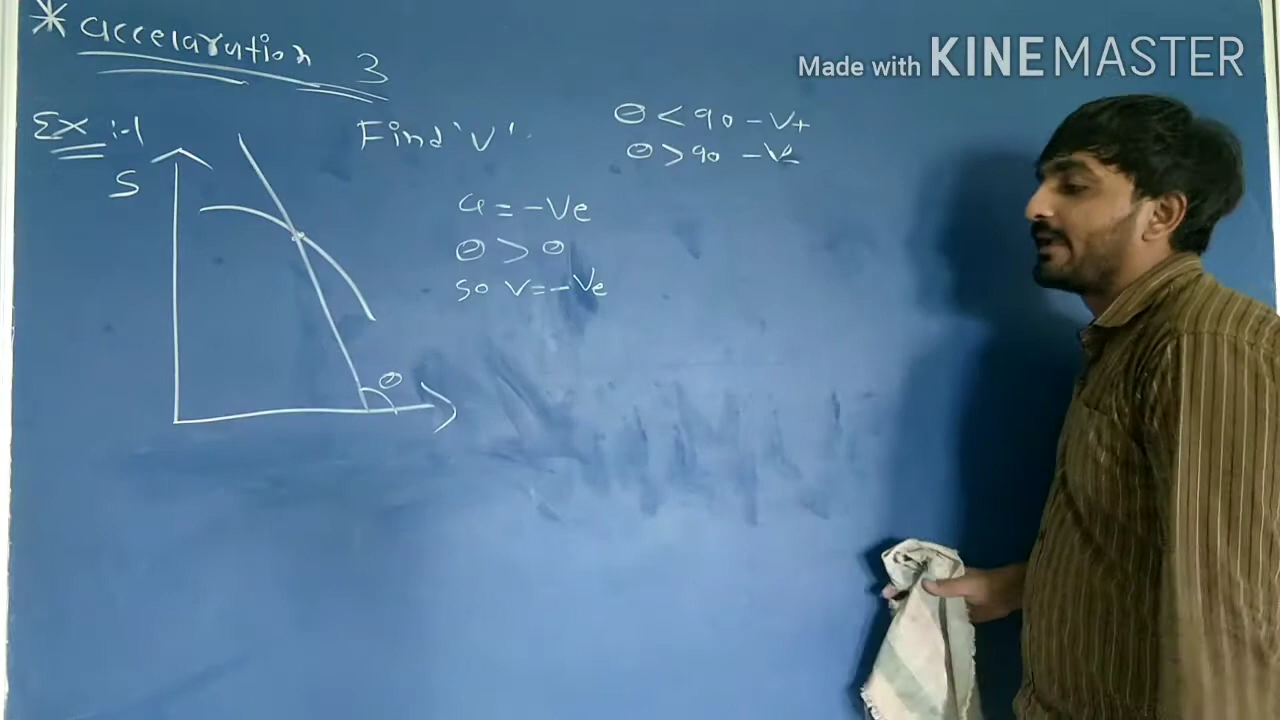 * accelaration 3
Made with KINEMASTER
Ex :-1
Find 'v'
θ < 90 - V+
θ > 90 - Ve
S
a = -Ve
θ > θ
so v = -Ve
θ